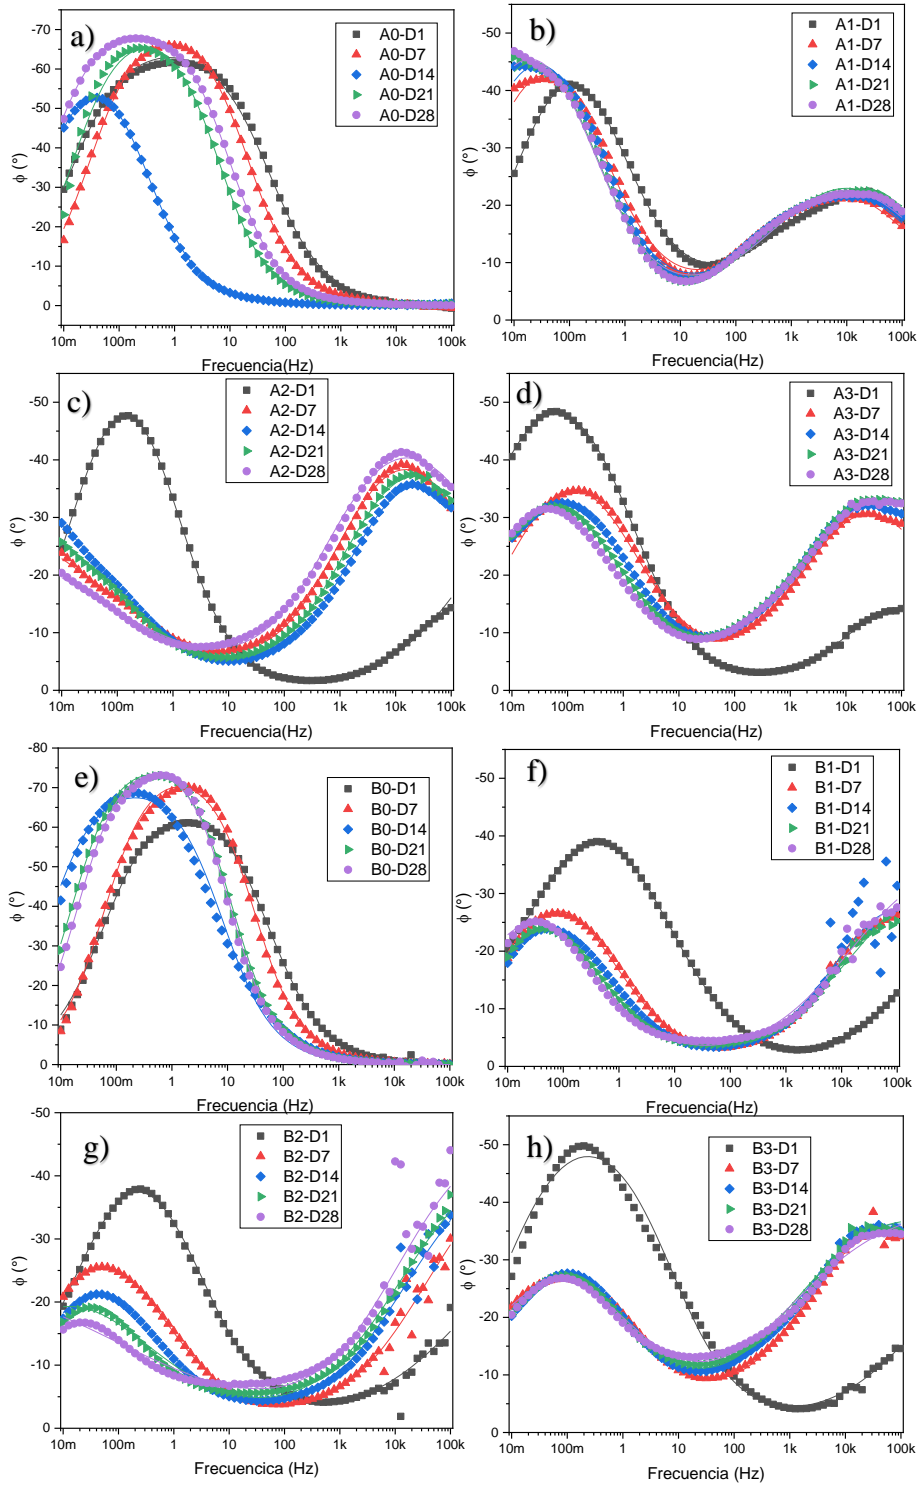 a)
A0-D1
A0-D7
A0-D14
A0-D21
A0-D28
-70
-60
-50
-40
-30
-20
-10
0
ϕ (°)
10m 100m 1 10 100 1k 10k 100k
Frecuencia(Hz)
b)
A1-D1
A1-D7
A1-D14
A1-D21
A1-D28
-50
-40
-30
-20
-10
0
ϕ (°)
10m 100m 1 10 100 1k 10k 100k
Frecuencia(Hz)
c)
A2-D1
A2-D7
A2-D14
A2-D21
A2-D28
-50
-40
-30
-20
-10
0
ϕ (°)
10m 100m 1 10 100 1k 10k 100k
Frecuencia(Hz)
d)
A3-D1
A3-D7
A3-D14
A3-D21
A3-D28
-50
-40
-30
-20
-10
0
ϕ (°)
10m 100m 1 10 100 1k 10k 100k
Frecuencia(Hz)
e)
B0-D1
B0-D7
B0-D14
B0-D21
B0-D28
-80
-70
-60
-50
-40
-30
-20
-10
0
ϕ (°)
10m 100m 1 10 100 1k 10k 100k
Frecuencia (Hz)
f)
B1-D1
B1-D7
B1-D14
B1-D21
B1-D28
-50
-40
-30
-20
-10
0
ϕ (°)
10m 100m 1 10 100 1k 10k 100k
Frecuencia(Hz)
g)
B2-D1
B2-D7
B2-D14
B2-D21
B2-D28
-50
-40
-30
-20
-10
0
ϕ (°)
10m 100m 1 10 100 1k 10k 100k
Frecuencica (Hz)
h)
B3-D1
B3-D7
B3-D14
B3-D21
B3-D28
-50
-40
-30
-20
-10
0
ϕ (°)
10m 100m 1 10 100 1k 10k 100k
Frecuencia (Hz)